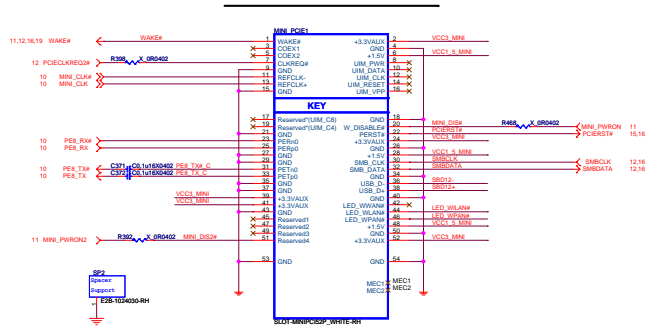 MINI_PCIE1
11,12,16,19 WAKE# 1 WAKE# +3.3VAUX 2 VCC3_MINI
3 COEX1 GND 4
5 COEX2 +1.5V 6 VCC1_5_MINI
12 PCIECLKREQ2# R398 X_0R0402 7 CLKREQ# UIM_PWR 8
9 GND UIM_DATA 10
10 MINI_CLK# 11 REFCLK- UIM_CLK 12
10 MINI_CLK 13 REFCLK+ UIM_RESET 14
15 GND UIM_VPP 16
KEY
17 Reserved*(UIM_C8) GND 18
19 Reserved*(UIM_C4) W_DISABLE# 20 MINI_DIS# R468 X_0R0402 MINI_PWRON 11
21 GND PERST# 22 PCIERST# PCIERST# 15,16
10 PE8_RX# 23 PERn0 +3.3VAUX 24 VCC3_MINI
10 PE8_RX 25 PERp0 GND 26
27 GND +1.5V 28 VCC1_5_MINI
29 GND SMB_CLK 30 SMBCLK SMBCLK 12,16
10 PE8_TX# C371 C0.1u16X0402 PE8_TX#_C 31 PETn0 SMB_DATA 32 SMBDATA SMBDATA 12,16
10 PE8_TX C372 C0.1u16X0402 PE8_TX_C 33 PETp0 GND 34
35 GND USB_D- 36 SBD12-
37 GND USB_D+ 38 SBD12+
VCC3_MINI 39 +3.3VAUX GND 40
VCC3_MINI 41 +3.3VAUX LED_WWAN# 42
43 GND LED_WLAN# 44 LED_WLAN#
45 Reserved1 LED_WPAN# 46 LED_WPAN#
47 Reserved2 +1.5V 48 VCC1_5_MINI
49 Reserved3 GND 50
11 MINI_PWRON2 R392 X_0R0402 MINI_DIS2# 51 Reserved4 +3.3VAUX 52 VCC3_MINI
53 GND GND 54
MEC1 MEC1
MEC2 MEC2
SLOT-MINIPCI52P_WHITE-RH
SP2
Spacer
Support
1 E2B-1024030-RH